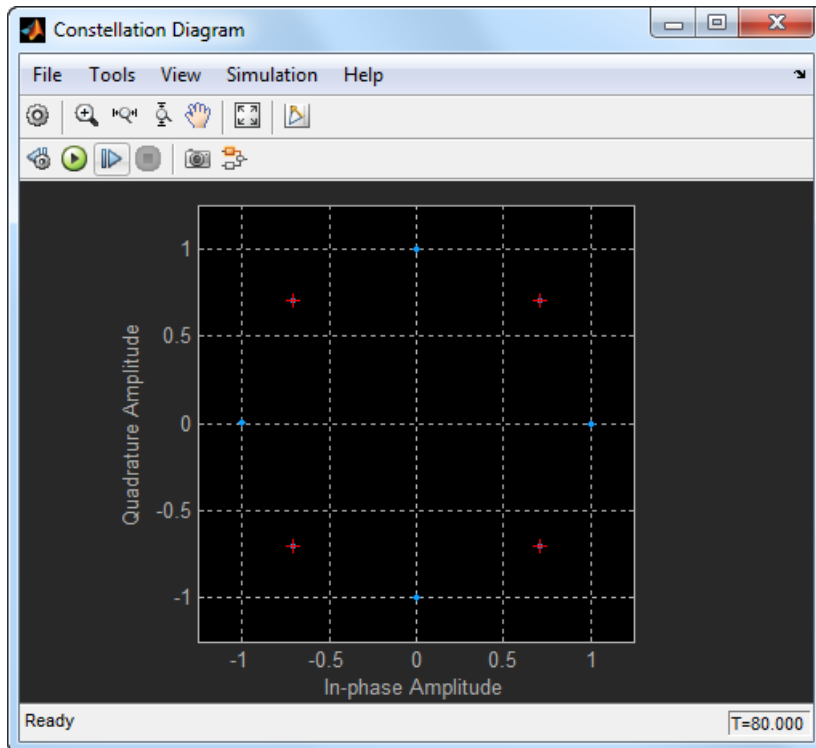 Constellation Diagram
File Tools View Simulation Help
1
0.5
0
-0.5
-1
Quadrature Amplitude
-1 -0.5 0 0.5 1
In-phase Amplitude
Ready T=80.000